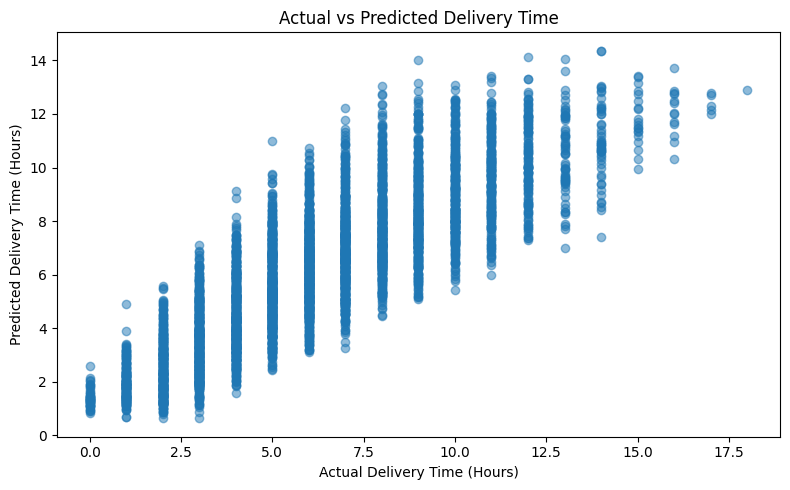 Actual vs Predicted Delivery Time
Predicted Delivery Time (Hours)
14
12
10
8
6
4
2
0
0.0 2.5 5.0 7.5 10.0 12.5 15.0 17.5
Actual Delivery Time (Hours)